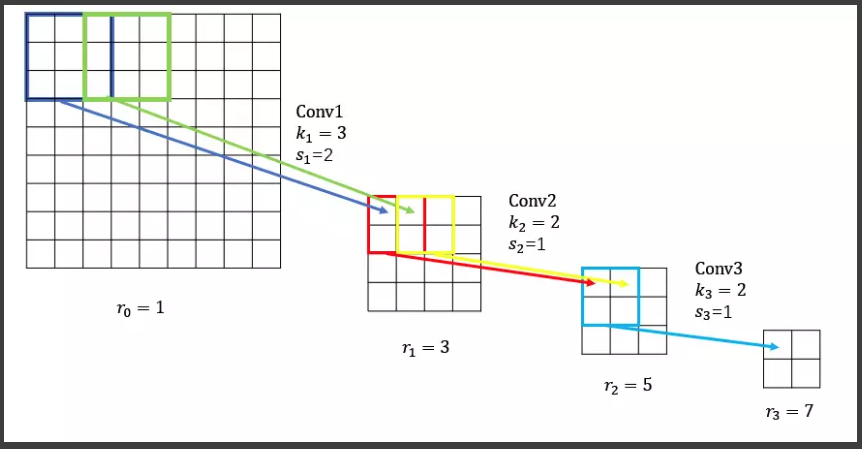 Conv1
k₁ = 3
s₁=2
Conv2
k₂ = 2
s₂=1
Conv3
k₃ = 2
s₃=1
r₀ = 1
r₁ = 3
r₂ = 5
r₃ = 7